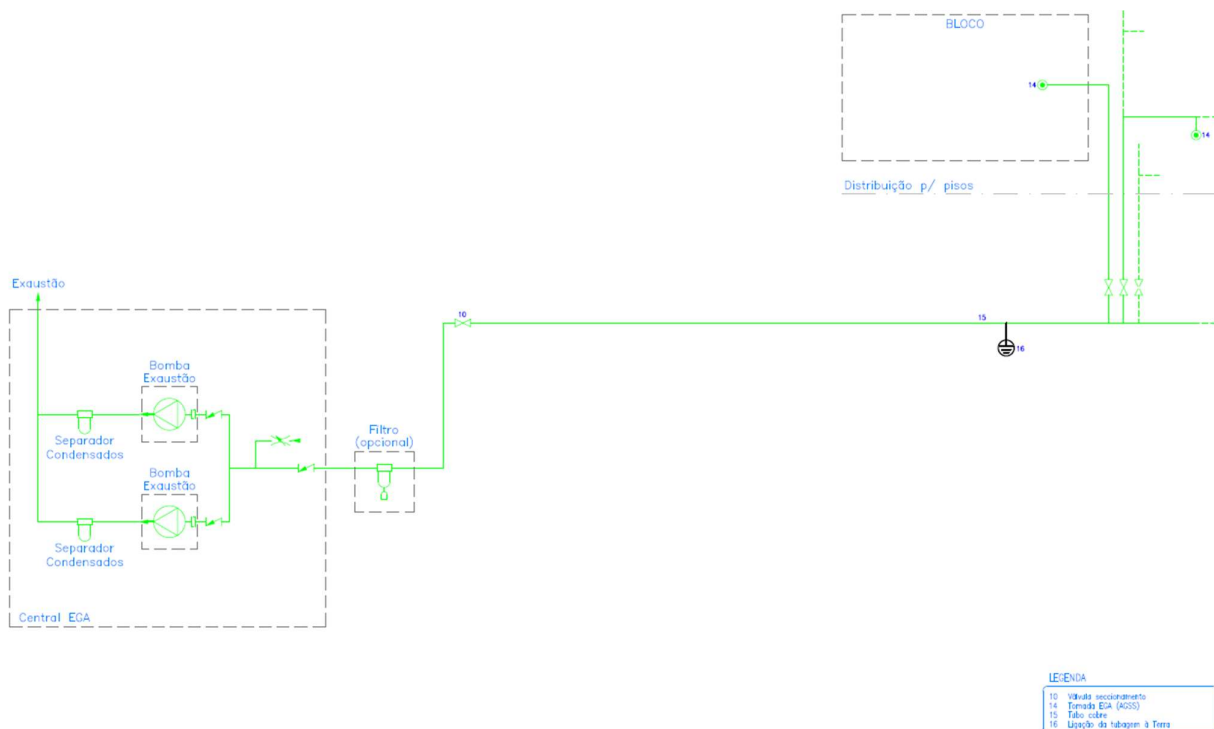 BLOCO
14
14
Distribuição p/ pisos
Exaustão
10
15
16
Bomba
Exaustão
Filtro
(opcional)
Separador
Condensados
Bomba
Exaustão
Separador
Condensados
Central EGA
LEGENDA
10 Válvula seccionamento
14 Tomada EGA (AGSS)
15 Tubo cobre
16 Ligação da tubagem à Terra